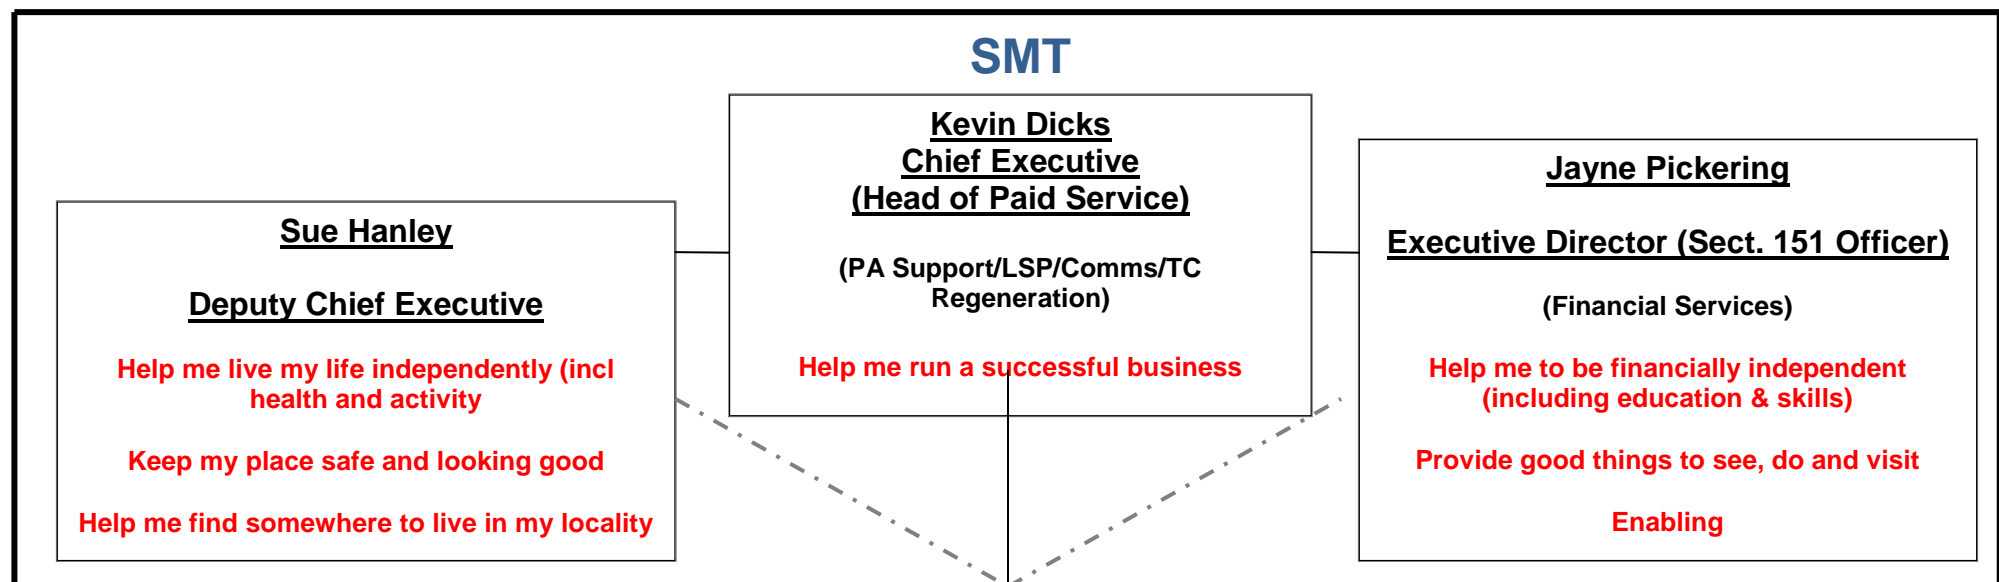 SMT
Kevin Dicks
Chief Executive
(Head of Paid Service)
(PA Support/LSP/Comms/TC
Regeneration)
Help me run a successful business
Sue Hanley
Deputy Chief Executive
Help me live my life independently (incl
health and activity
Keep my place safe and looking good
Help me find somewhere to live in my locality
Jayne Pickering
Executive Director (Sect. 151 Officer)
(Financial Services)
Help me to be financially independent
(including education & skills)
Provide good things to see, do and visit
Enabling